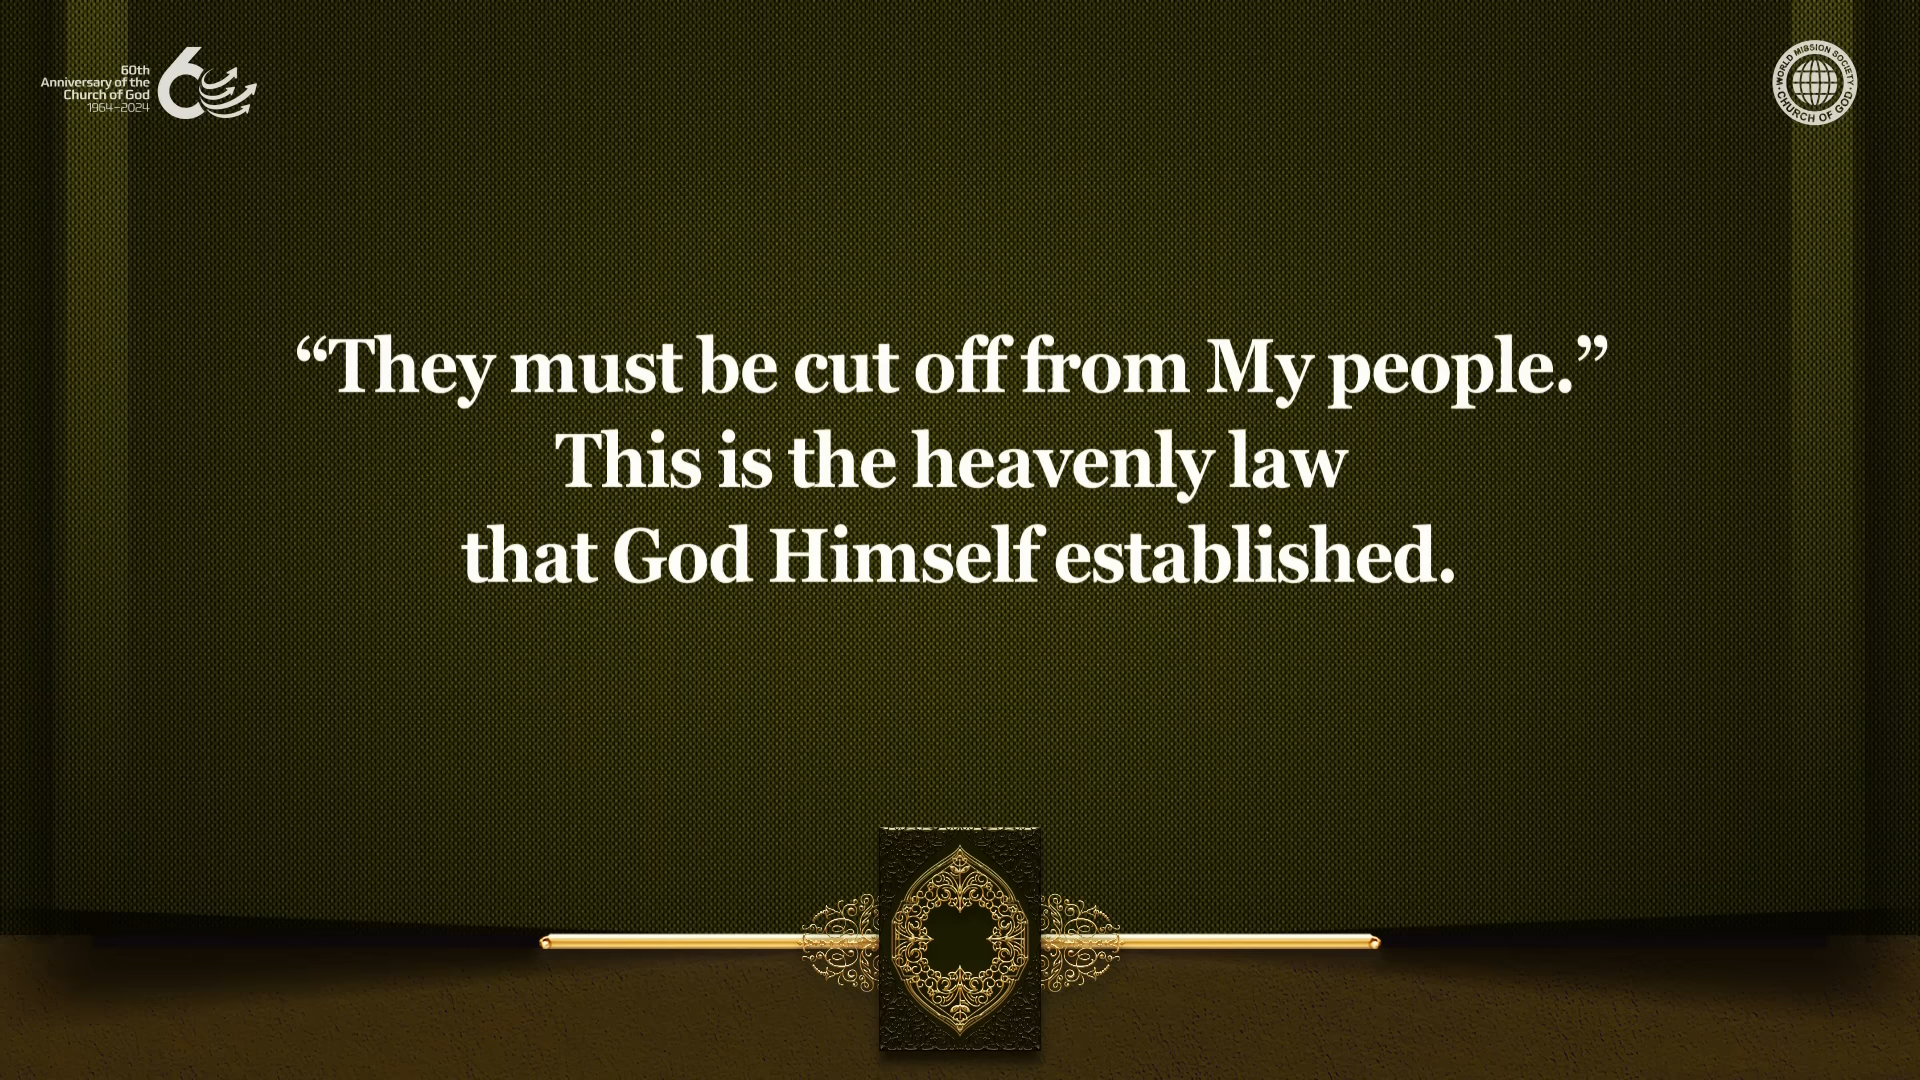 60th
Anniversary of the
Church of God
1964–2024
60
WORLD MISSION SOCIETY
CHURCH OF GOD
“They must be cut off from My people.”
This is the heavenly law
that God Himself established.